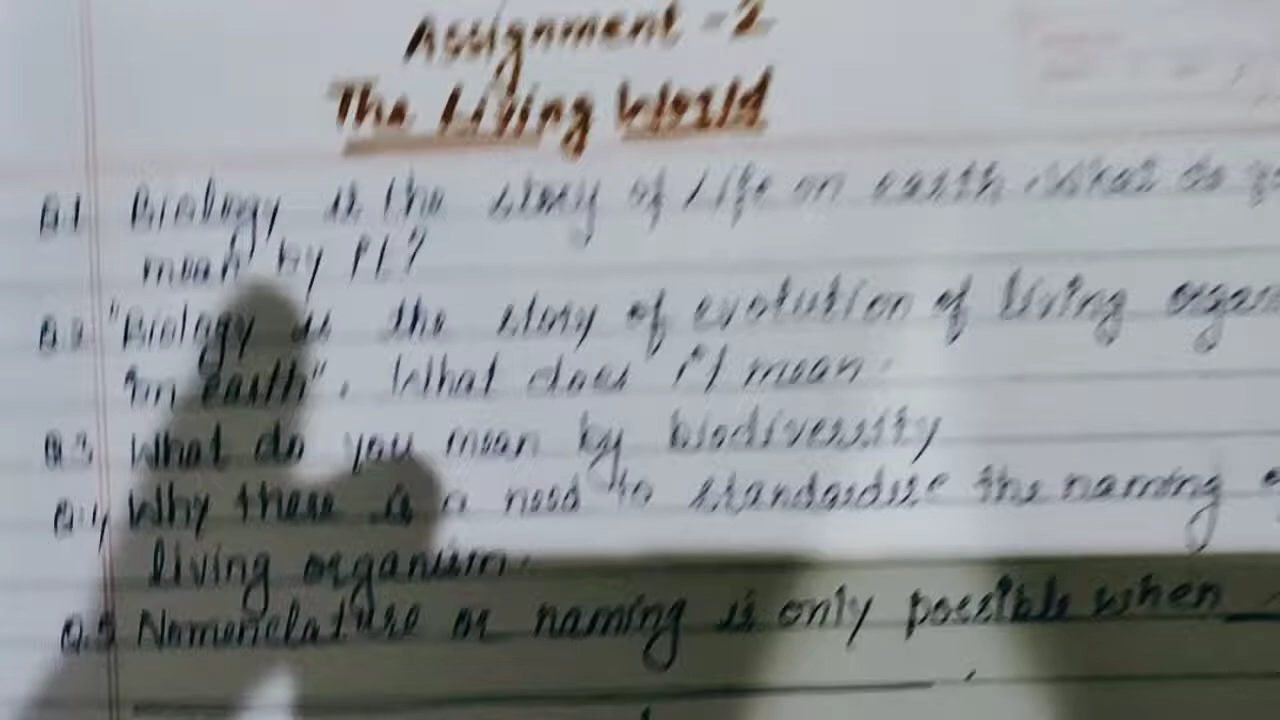 Assignment -2
The Living World
Q.1 Biology is the story of life on earth. What do
mean by it?
Q.2 "Biology is the story of evolution of living
on earth". What does it mean.
Q.3 What do you mean by biodiversity
Q.4 Why there is a need to standardise the naming
living organism.
Q.5 Nomenclature or naming is only possible when